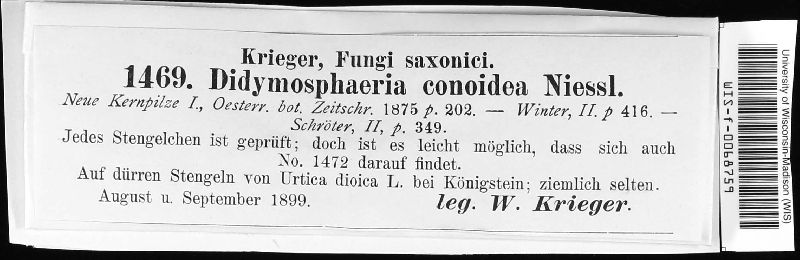 Krieger, Fungi saxonici.
1469. Didymosphaeria conoidea Niessl.
Neue Kernpilze I., Oesterr. bot. Zeitschr. 1875 p. 202. — Winter, II. p 416. —
Schröter, II, p. 349.
Jedes Stengelchen ist geprüft; doch ist es leicht möglich, dass sich auch
No. 1472 darauf findet.
Auf dürren Stengeln von Urtica dioica L. bei Königstein; ziemlich selten.
August u. September 1899.
leg. W. Krieger.
University of Wisconsin-Madison (WIS)
WIS-f-0068759